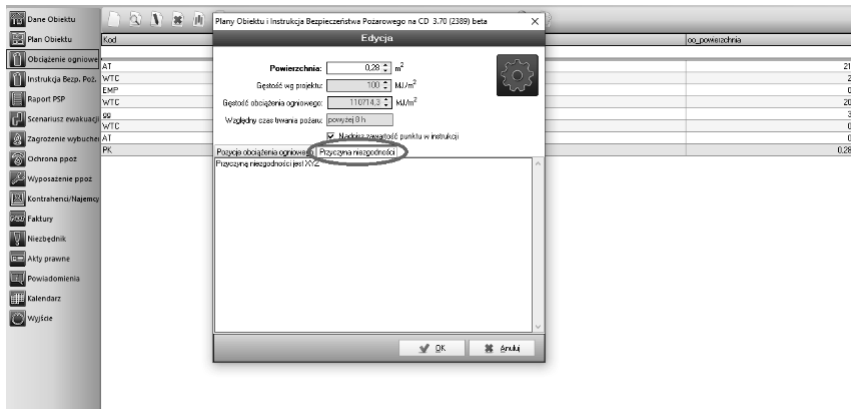 Dane Obiektu
Plan Obiektu
Obciążenie ogniowe
Instrukcja Bezp. Poż.
Raport PSP
Scenariusz ewakuacji
Zagrożenie wybuche
Ochrona ppoż
Wyposażenie ppoż
Kontrahenci/Najemcy
Faktury
Niezbędnik
Akty prawne
Powiadomienia
Kalendarz
Wyjście
Kod
oo_powierzchnia
AT 21
WTC 2
EMP 0
WTC 20
gg 3
WTC 0
AT 0
PK 0.28
Plany Obiektu i Instrukcja Bezpieczeństwa Pożarowego na CD 3.70 (2389) beta
Edycja
Powierzchnia: 0,28 m²
Gęstość wg projektu: 100 MJ/m²
Gęstość obciążenia ogniowego: 110714,3 MJ/m²
Względny czas trwania pożaru: powyżej 8 h
Nadpisz zawartość punktu w instrukcji
Pozycje obciążenia ogniowego Przyczyna niezgodności
Przyczyną niezgodności jest XYZ
OK Anuluj